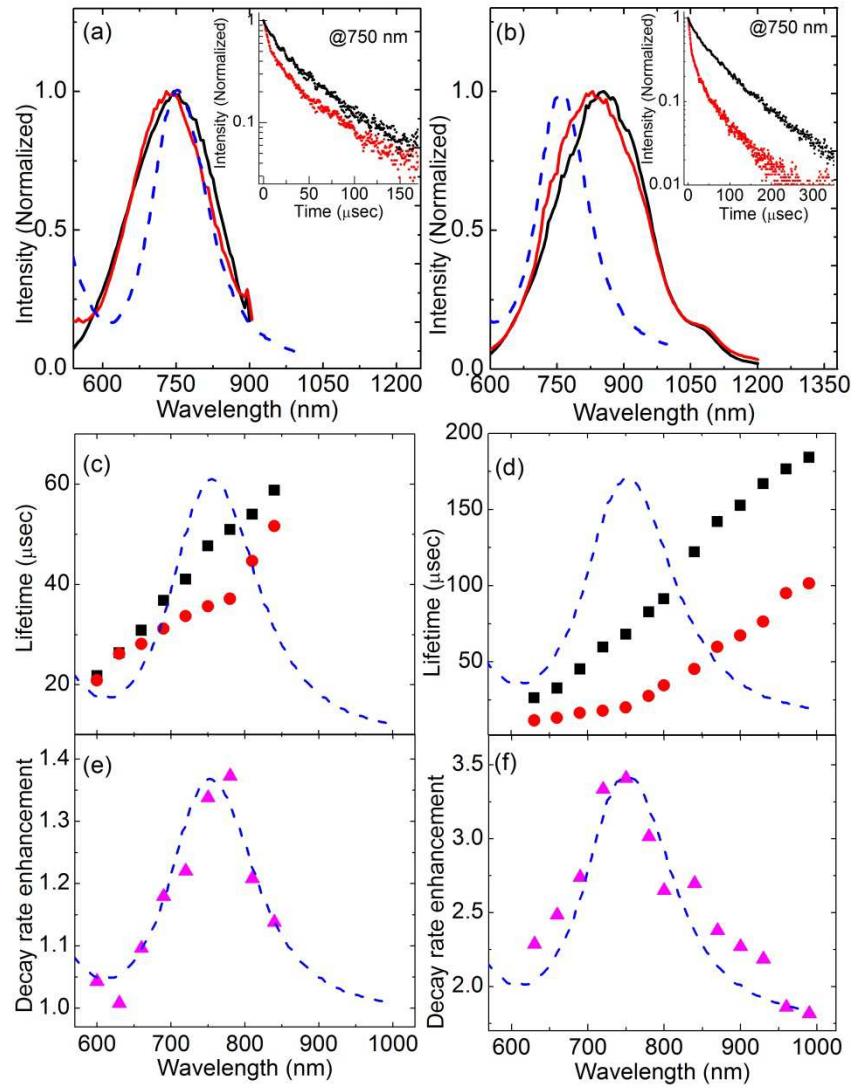 (a)
@750 nm
Intensity (Normalized)
1
0.1
0 50 100 150
Time (μsec)
Intensity (Normalized)
1.0
0.5
0.0
600 750 900 1050 1200
Wavelength (nm)
(b)
@750 nm
Intensity (Normalized)
1
0.1
0.01
0 100 200 300
Time (μsec)
Intensity (Normalized)
1.0
0.5
0.0
600 750 900 1050 1200 1350
Wavelength (nm)
(c)
Lifetime (μsec)
60
40
20
(d)
Lifetime (μsec)
200
150
100
50
(e)
Decay rate enhancement
1.4
1.3
1.2
1.1
1.0
600 700 800 900 1000
Wavelength (nm)
(f)
Decay rate enhancement
3.5
3.0
2.5
2.0
600 700 800 900 1000
Wavelength (nm)